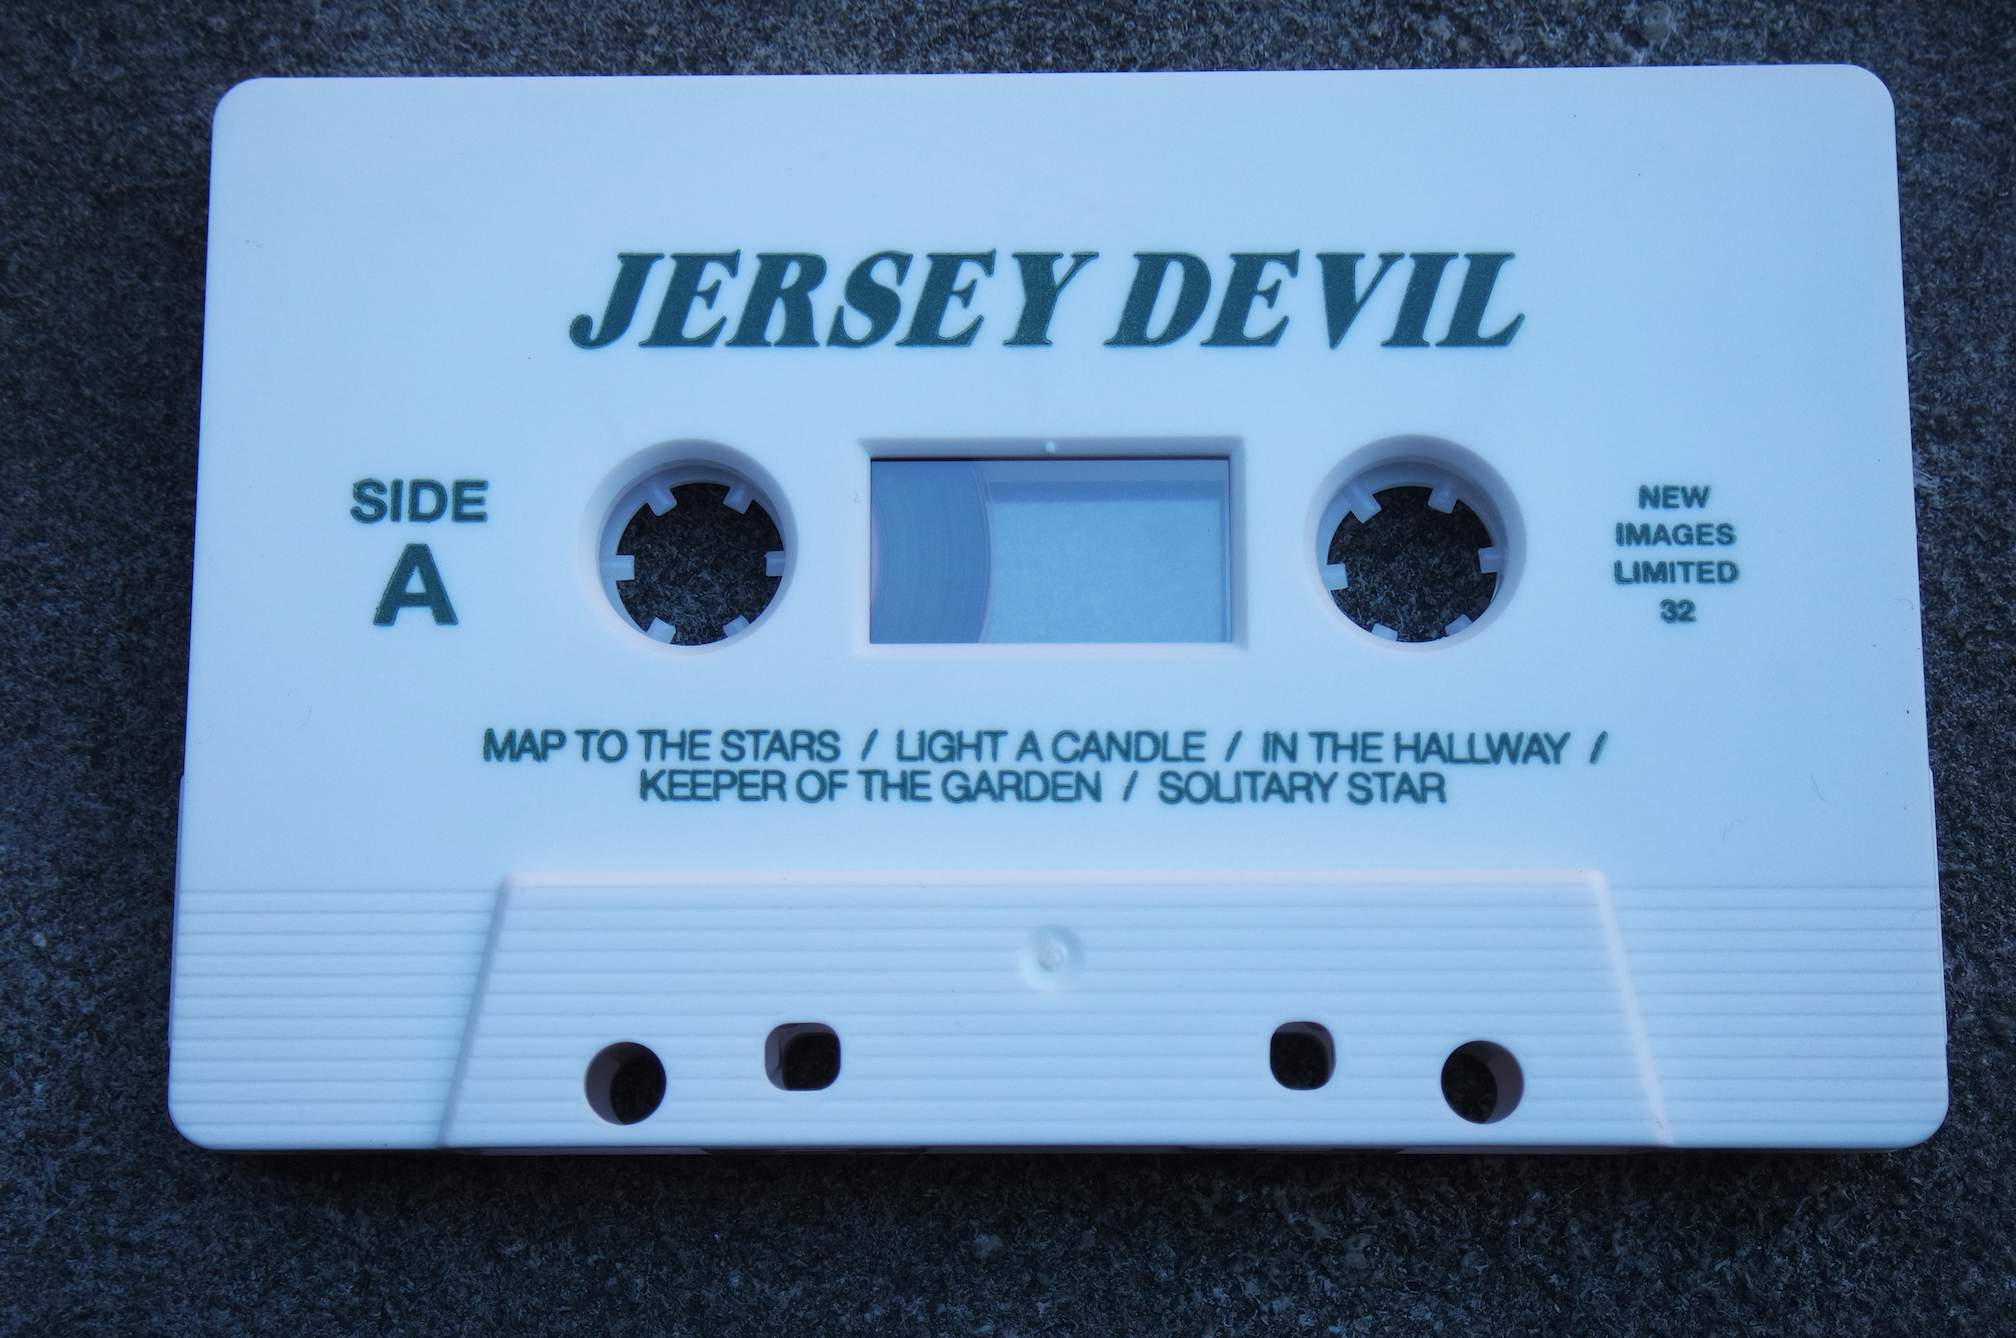 JERSEY DEVIL
SIDE
A
NEW
IMAGES
LIMITED
32
MAP TO THE STARS / LIGHT A CANDLE / IN THE HALLWAY /
KEEPER OF THE GARDEN / SOLITARY STAR